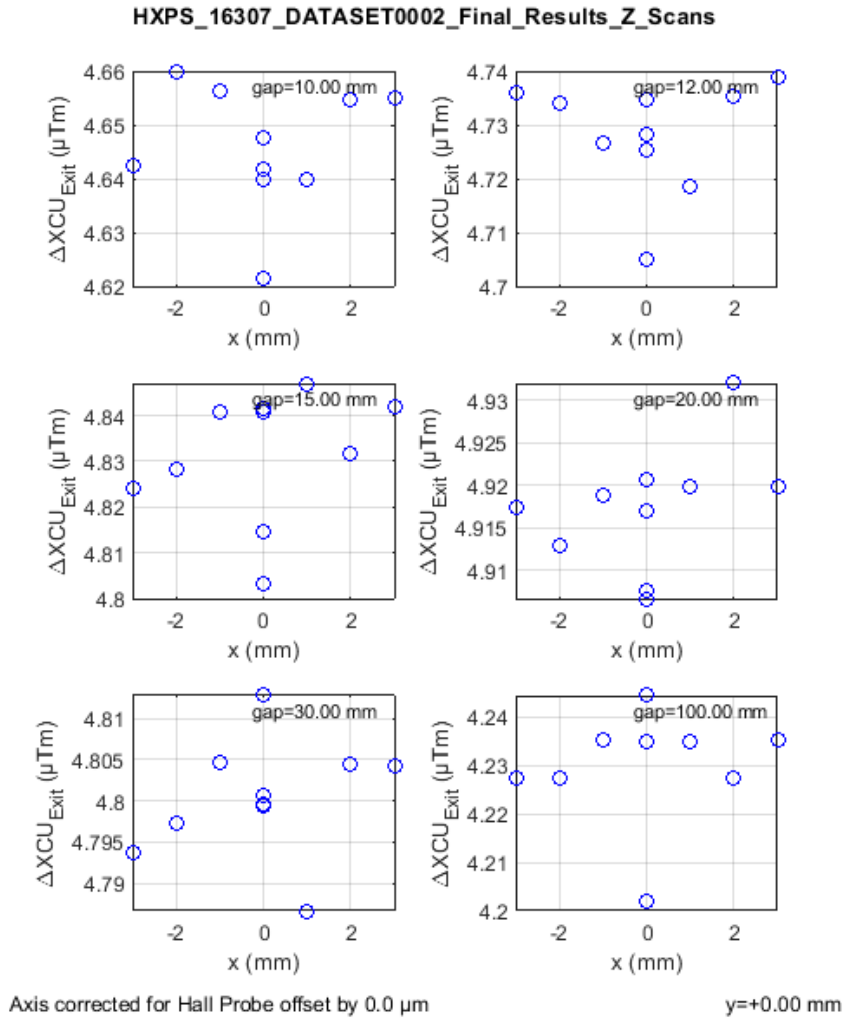 HXPS_16307_DATASET0002_Final_Results_Z_Scans
gap=10.00 mm
4.66
4.65
4.64
4.63
4.62
ΔXCU_Exit (μTm)
-2 0 2
x (mm)
gap=12.00 mm
4.74
4.73
4.72
4.71
4.7
ΔXCU_Exit (μTm)
-2 0 2
x (mm)
gap=15.00 mm
4.84
4.83
4.82
4.81
4.8
ΔXCU_Exit (μTm)
-2 0 2
x (mm)
gap=20.00 mm
4.93
4.925
4.92
4.915
4.91
ΔXCU_Exit (μTm)
-2 0 2
x (mm)
gap=30.00 mm
4.81
4.805
4.8
4.795
4.79
ΔXCU_Exit (μTm)
-2 0 2
x (mm)
gap=100.00 mm
4.24
4.23
4.22
4.21
4.2
ΔXCU_Exit (μTm)
-2 0 2
x (mm)
Axis corrected for Hall Probe offset by 0.0 μm
y=+0.00 mm